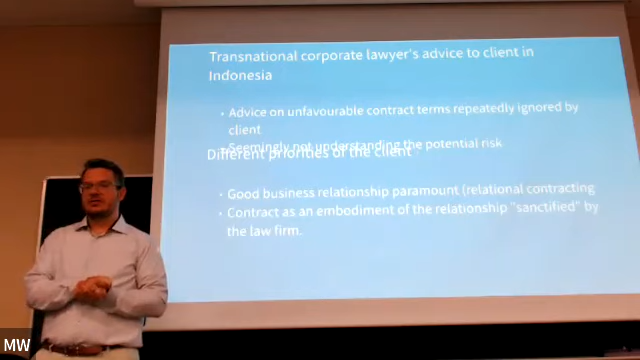 Transnational corporate lawyer's advice to client in
Indonesia
• Advice on unfavourable contract terms repeatedly ignored by
client
• Seemingly not understanding the potential risk
Different priorities of the client
• Good business relationship paramount (relational contracting
• Contract as an embodiment of the relationship "sanctified" by
the law firm.
MW